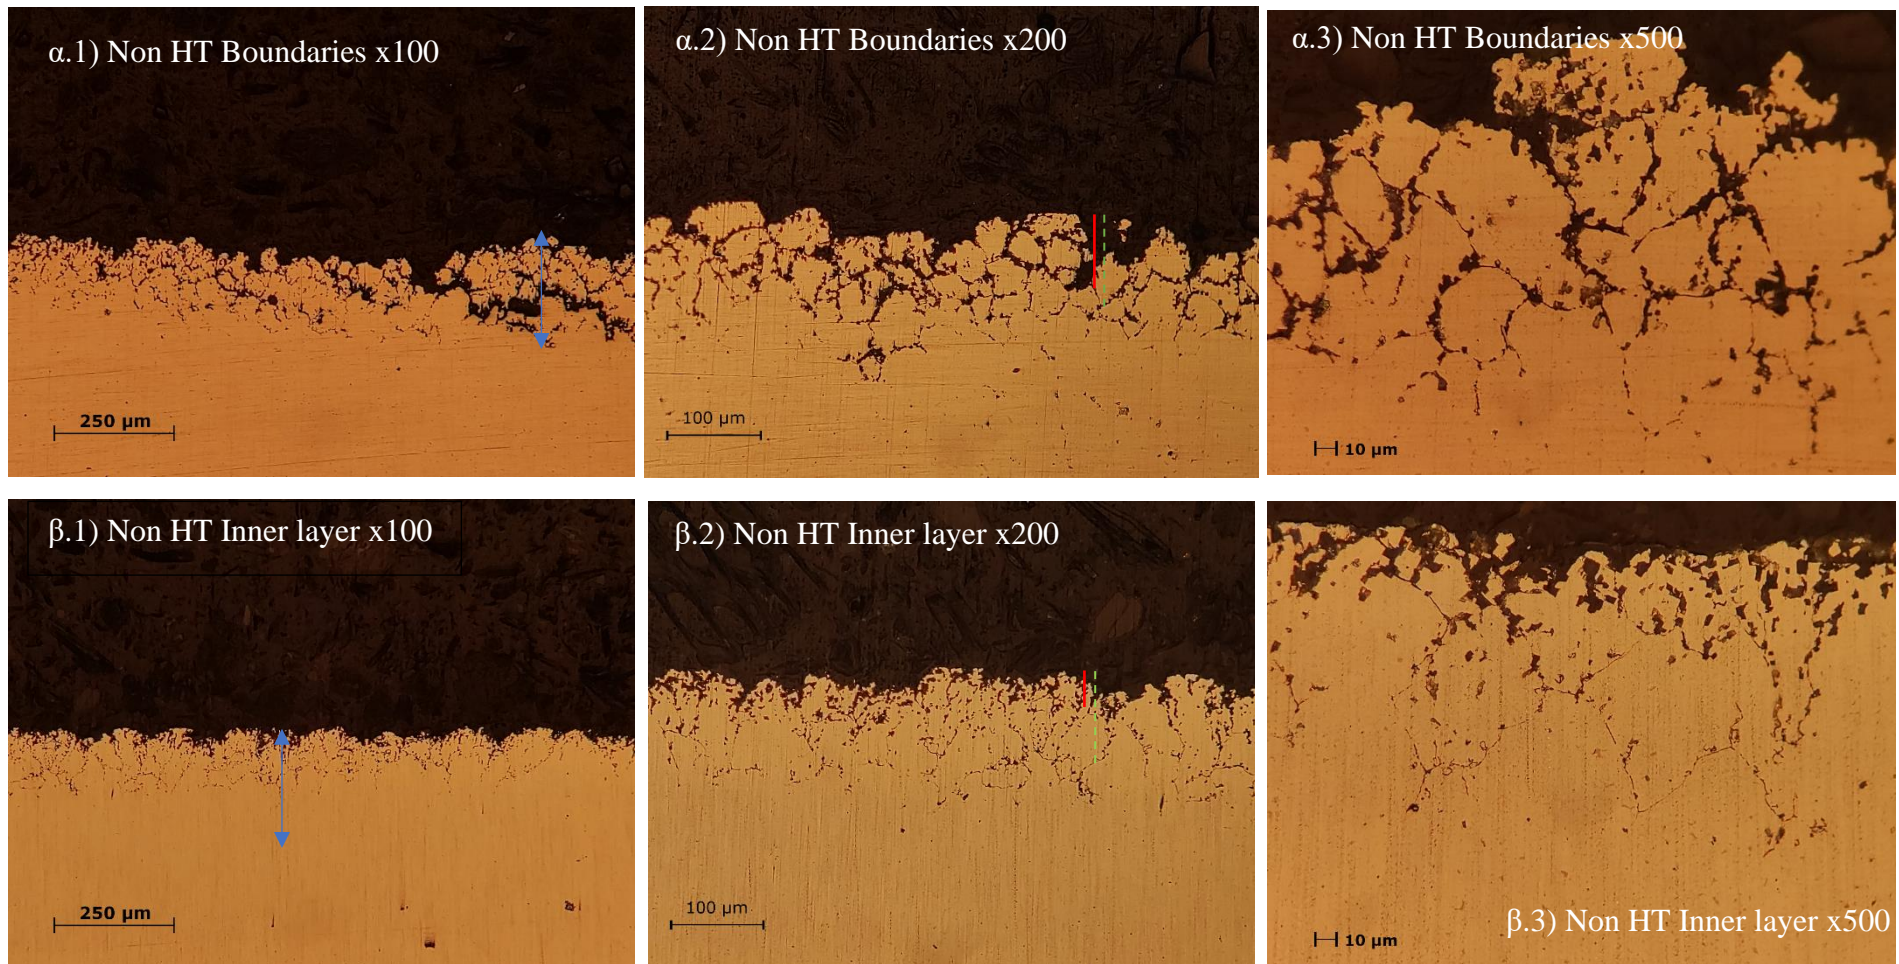 α.1) Non HT Boundaries x100
250 µm
α.2) Non HT Boundaries x200
100 µm
α.3) Non HT Boundaries x500
10 µm
β.1) Non HT Inner layer x100
250 µm
β.2) Non HT Inner layer x200
100 µm
β.3) Non HT Inner layer x500
10 µm